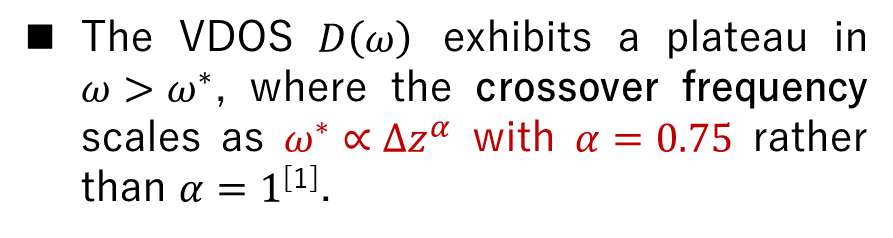 ■ The VDOS D(ω) exhibits a plateau in
ω > ω*, where the crossover frequency
scales as ω* ∝ Δz^α with α = 0.75 rather
than α = 1^[1].